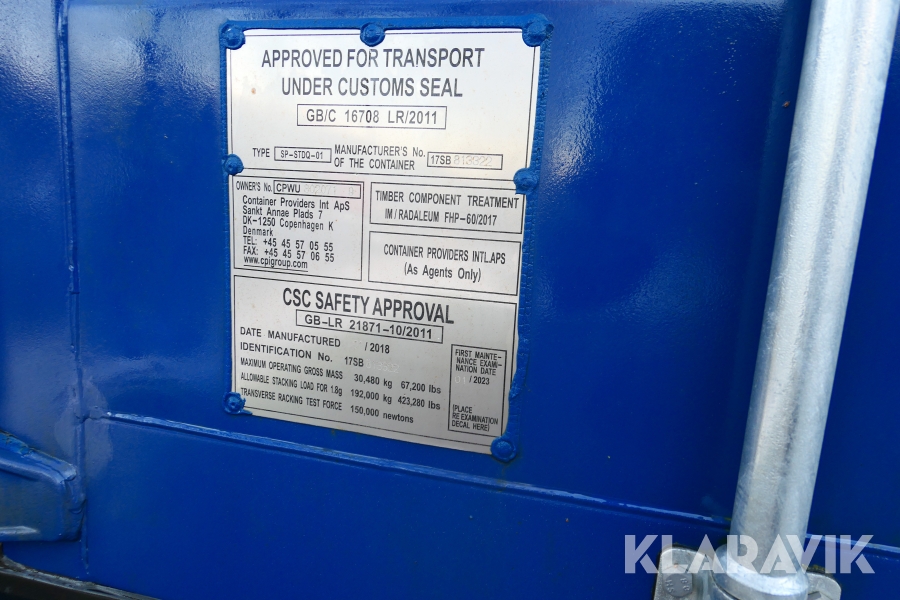 APPROVED FOR TRANSPORT
UNDER CUSTOMS SEAL
GB/C 16708 LR/2011
TYPE SP-STDQ-01 MANUFACTURER'S No. OF THE CONTAINER 17SB
OWNER'S No. CPWU
Container Providers Int ApS
Sankt Annae Plads 7
DK-1250 Copenhagen K
Denmark
TEL: +45 45 57 05 55
FAX: +45 45 57 06 55
www.cpigroup.com
TIMBER COMPONENT TREATMENT
IM/RADALEUM FHP-60/2017
CONTAINER PROVIDERS INTL.APS
(As Agents Only)
CSC SAFETY APPROVAL
GB-LR 21871-10/2011
DATE MANUFACTURED /2018
IDENTIFICATION No. 17SB
MAXIMUM OPERATING GROSS MASS 30,480 kg 67,200 lbs
ALLOWABLE STACKING LOAD FOR 1.8g 192,000 kg 423,280 lbs
TRANSVERSE RACKING TEST FORCE 150,000 newtons
FIRST MAINTE-
NANCE EXAMI-
NATION DATE
/2023
(PLACE
RE EXAMINATION
DECAL HERE)
KLARAVIK